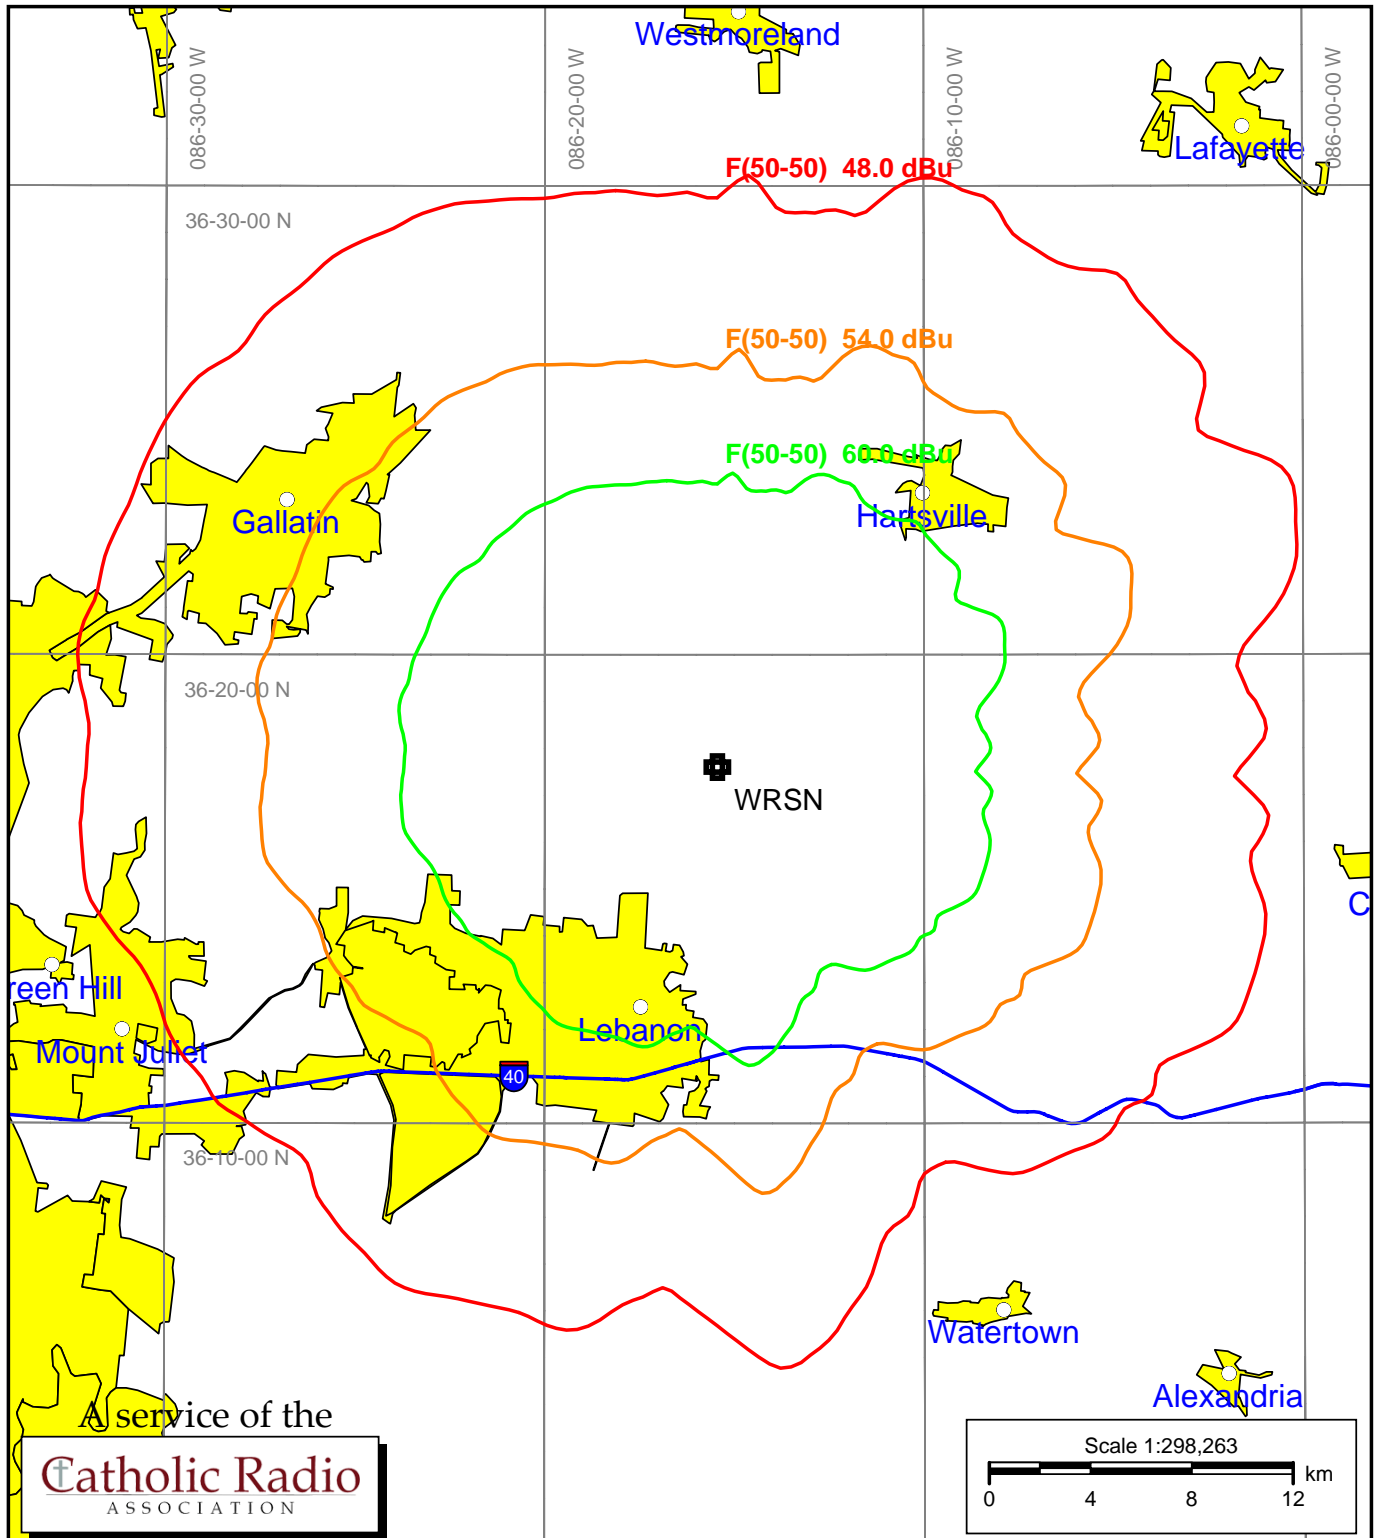 Westmoreland
086-30-00 W
086-20-00 W
086-10-00 W
086-00-00 W
Lafayette
F(50-50) 48.0 dBu
36-30-00 N
F(50-50) 54.0 dBu
F(50-50) 60.0 dBu
Gallatin
Hartsville
36-20-00 N
WRSN
C
reen Hill
Lebanon
Mount Juliet
40
36-10-00 N
Watertown
Alexandria
A service of the
Catholic Radio
ASSOCIATION
Scale 1:298,263
km
0 4 8 12